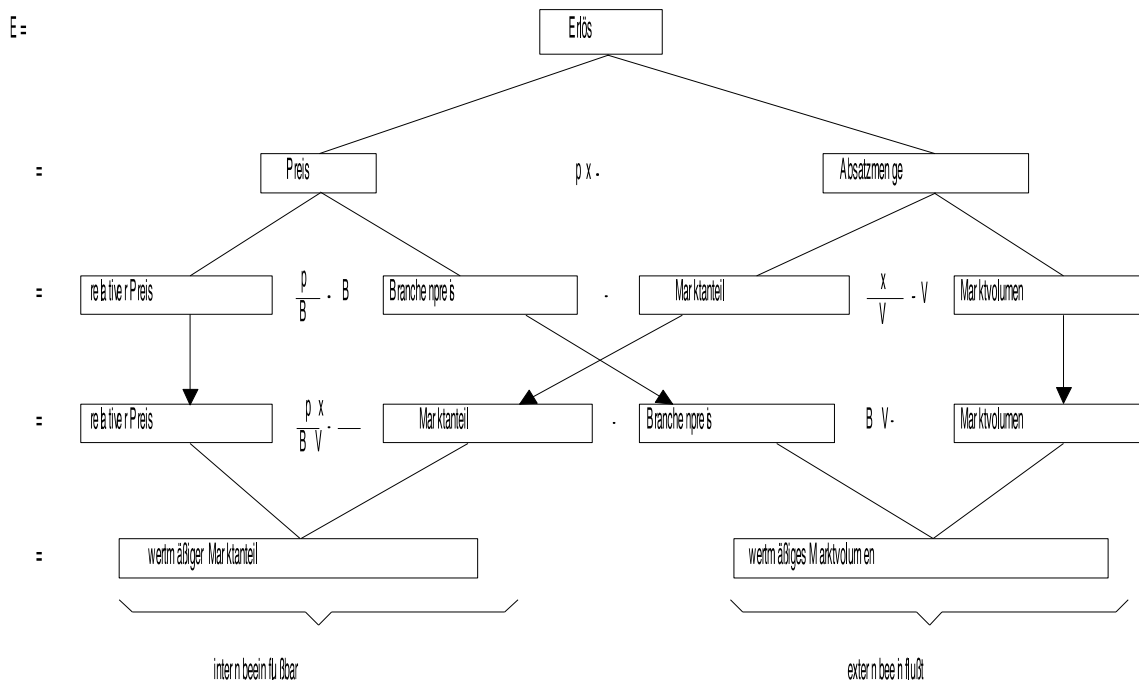 E = Erlös
= Preis p x - Absatzmenge
= relativer Preis p/B - B Branchenpreis - Marktanteil x/V - V Marktvolumen
= relativer Preis p x - Marktanteil - Branchenpreis B V - Marktvolumen
B V
= wertmäßiger Marktanteil wertmäßiges Marktvolumen
intern beeinflußbar extern beeinflußt